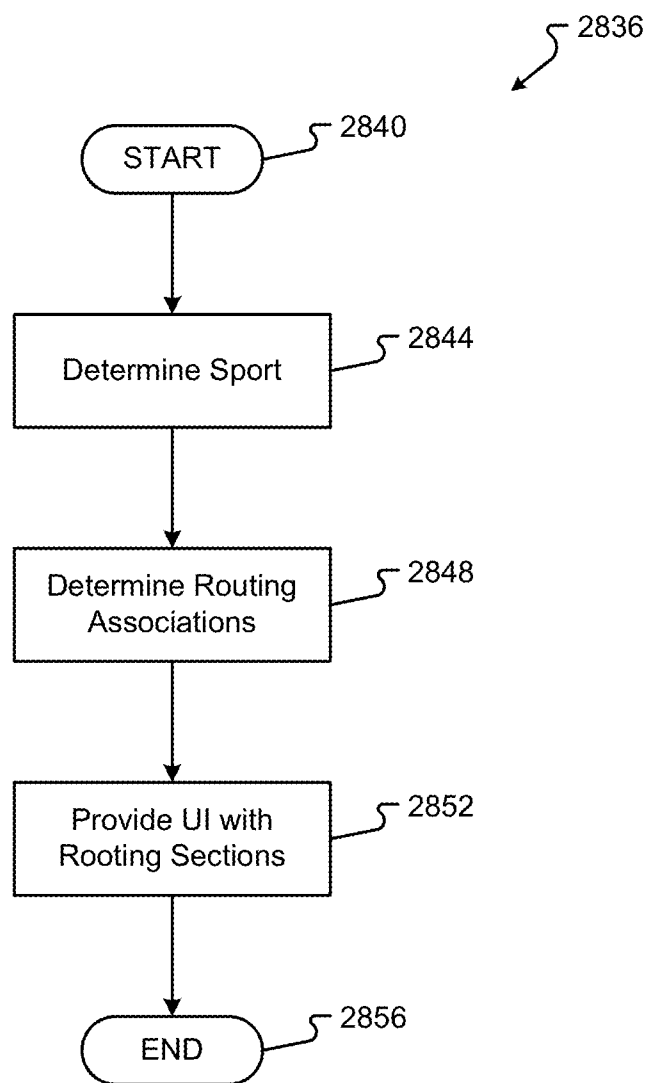 2836
START
2840
Determine Sport
2844
Determine Routing
Associations
2848
Provide UI with
Rooting Sections
2852
END
2856